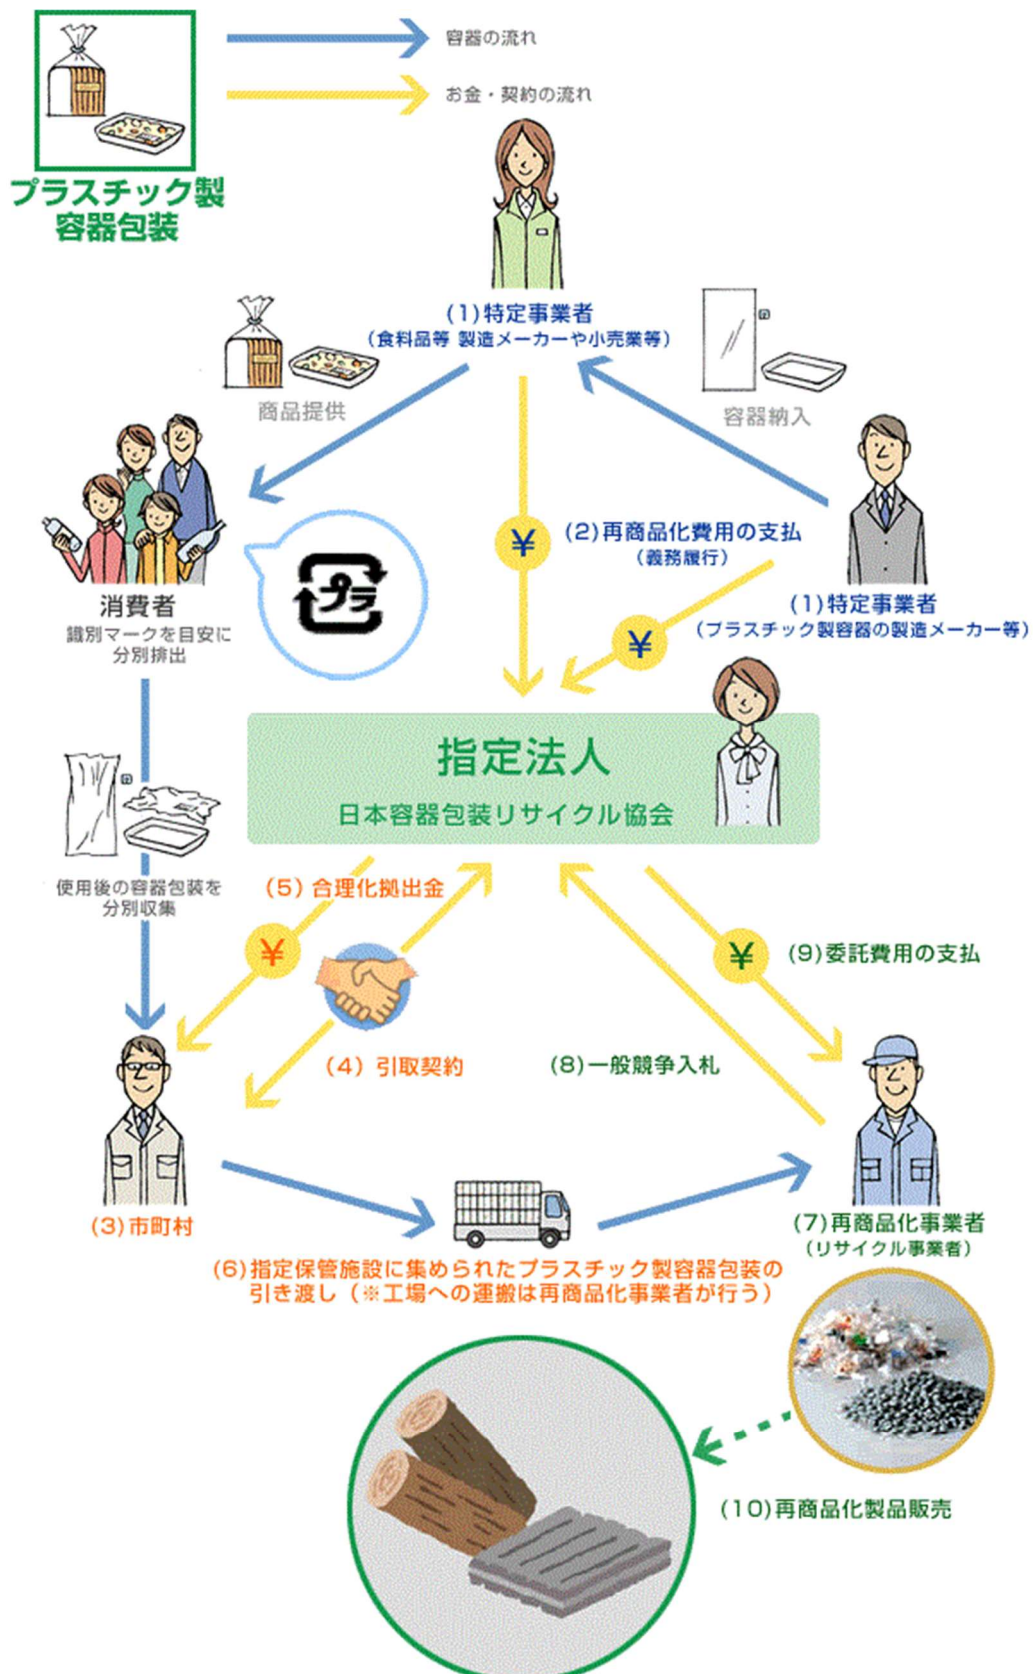 容器の流れ
お金・契約の流れ
プラスチック製
容器包装
(1)特定事業者
(食料品等 製造メーカーや小売業等)
商品提供
容器納入
(2)再商品化費用の支払
(義務履行)
プラ
消費者
識別マークを目安に
分別排出
(1)特定事業者
(プラスチック製容器の製造メーカー等)
¥
¥
指定法人
日本容器包装リサイクル協会
使用後の容器包装を
分別収集
(5) 合理化拠出金
¥
¥
(9)委託費用の支払
(4) 引取契約
(8)一般競争入札
(3)市町村
(7)再商品化事業者
(リサイクル事業者)
(6)指定保管施設に集められたプラスチック製容器包装の
引き渡し(※工場への運搬は再商品化事業者が行う)
(10)再商品化製品販売